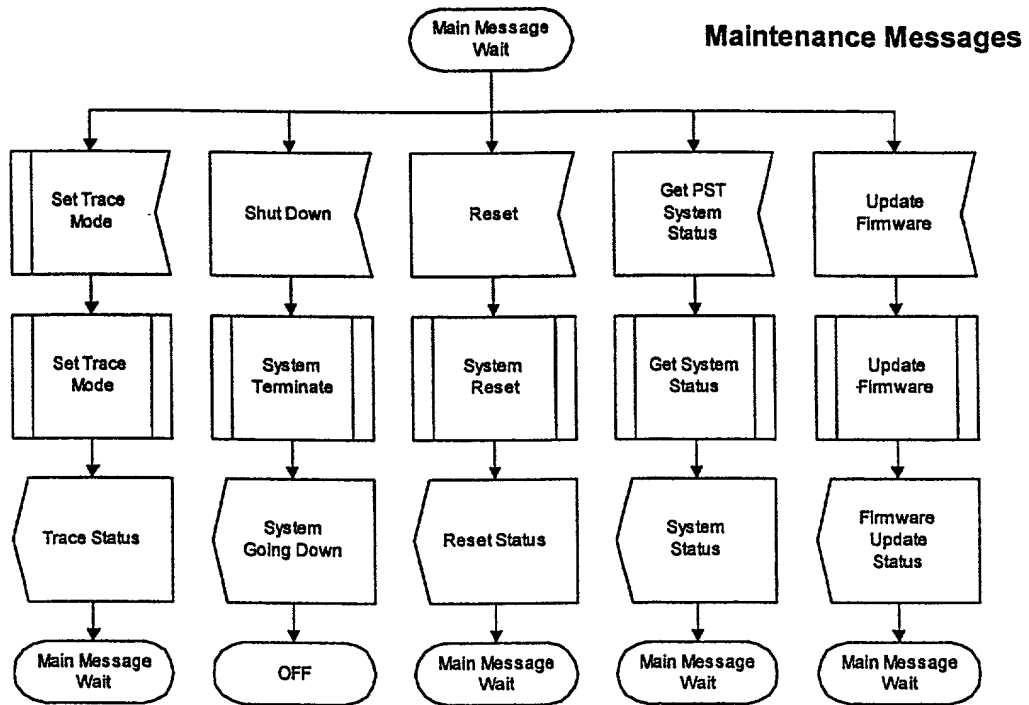 Main Message
Wait
Maintenance Messages
Set Trace
Mode
Shut Down
Reset
Get PST
System
Status
Update
Firmware
Set Trace
Mode
System
Terminate
System
Reset
Get System
Status
Update
Firmware
Trace Status
System
Going Down
Reset Status
System
Status
Firmware
Update
Status
Main Message
Wait
OFF
Main Message
Wait
Main Message
Wait
Main Message
Wait